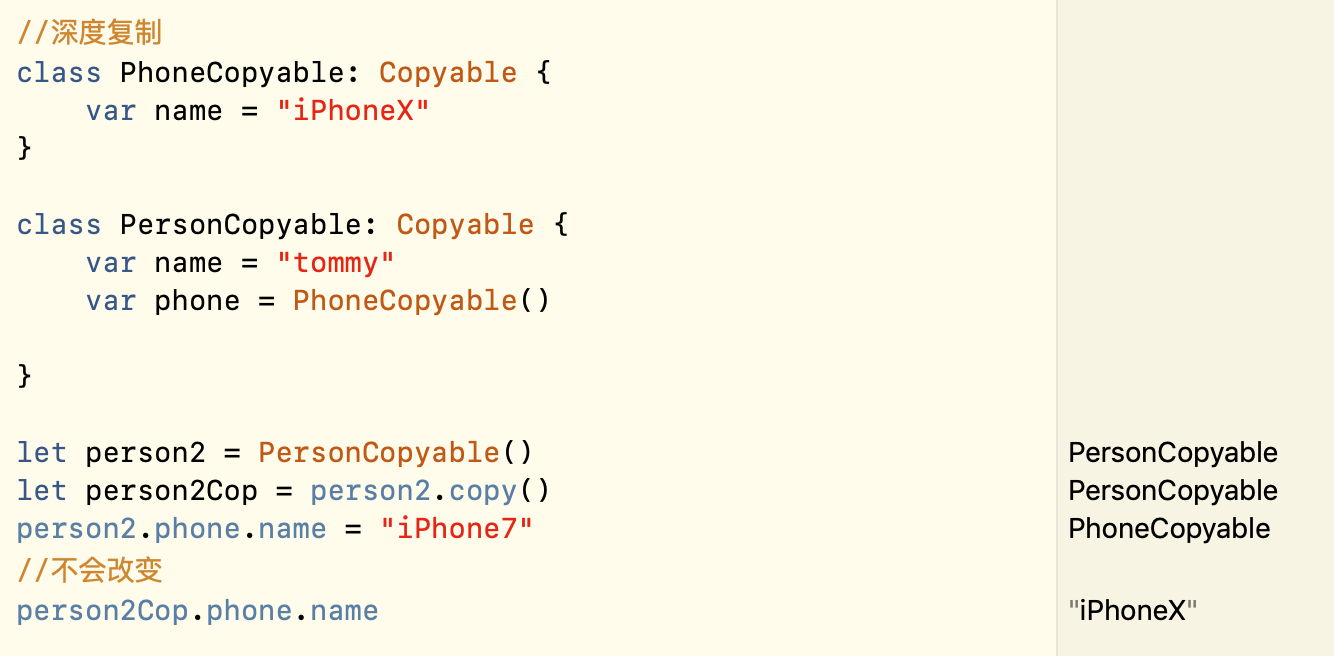 //深度复制
class PhoneCopyable: Copyable {
    var name = "iPhoneX"
}
class PersonCopyable: Copyable {
    var name = "tommy"
    var phone = PhoneCopyable()
}
let person2 = PersonCopyable() PersonCopyable
let person2Cop = person2.copy() PersonCopyable
person2.phone.name = "iPhone7" PhoneCopyable
//不会改变
person2Cop.phone.name "iPhoneX"